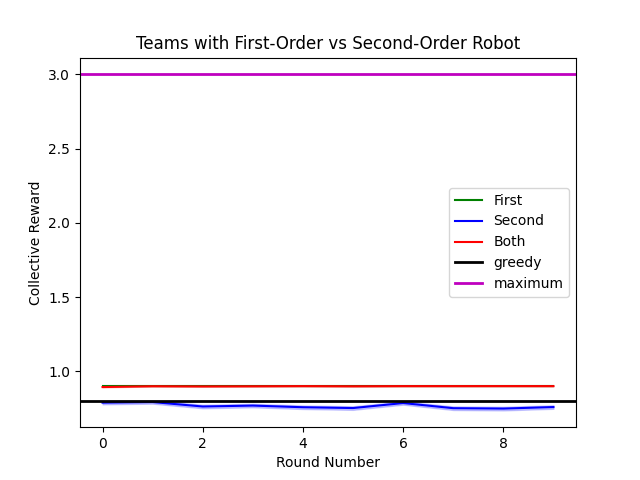 Teams with First-Order vs Second-Order Robot
3.0
2.5
2.0
1.5
1.0
Collective Reward
First
Second
Both
greedy
maximum
0 2 4 6 8
Round Number